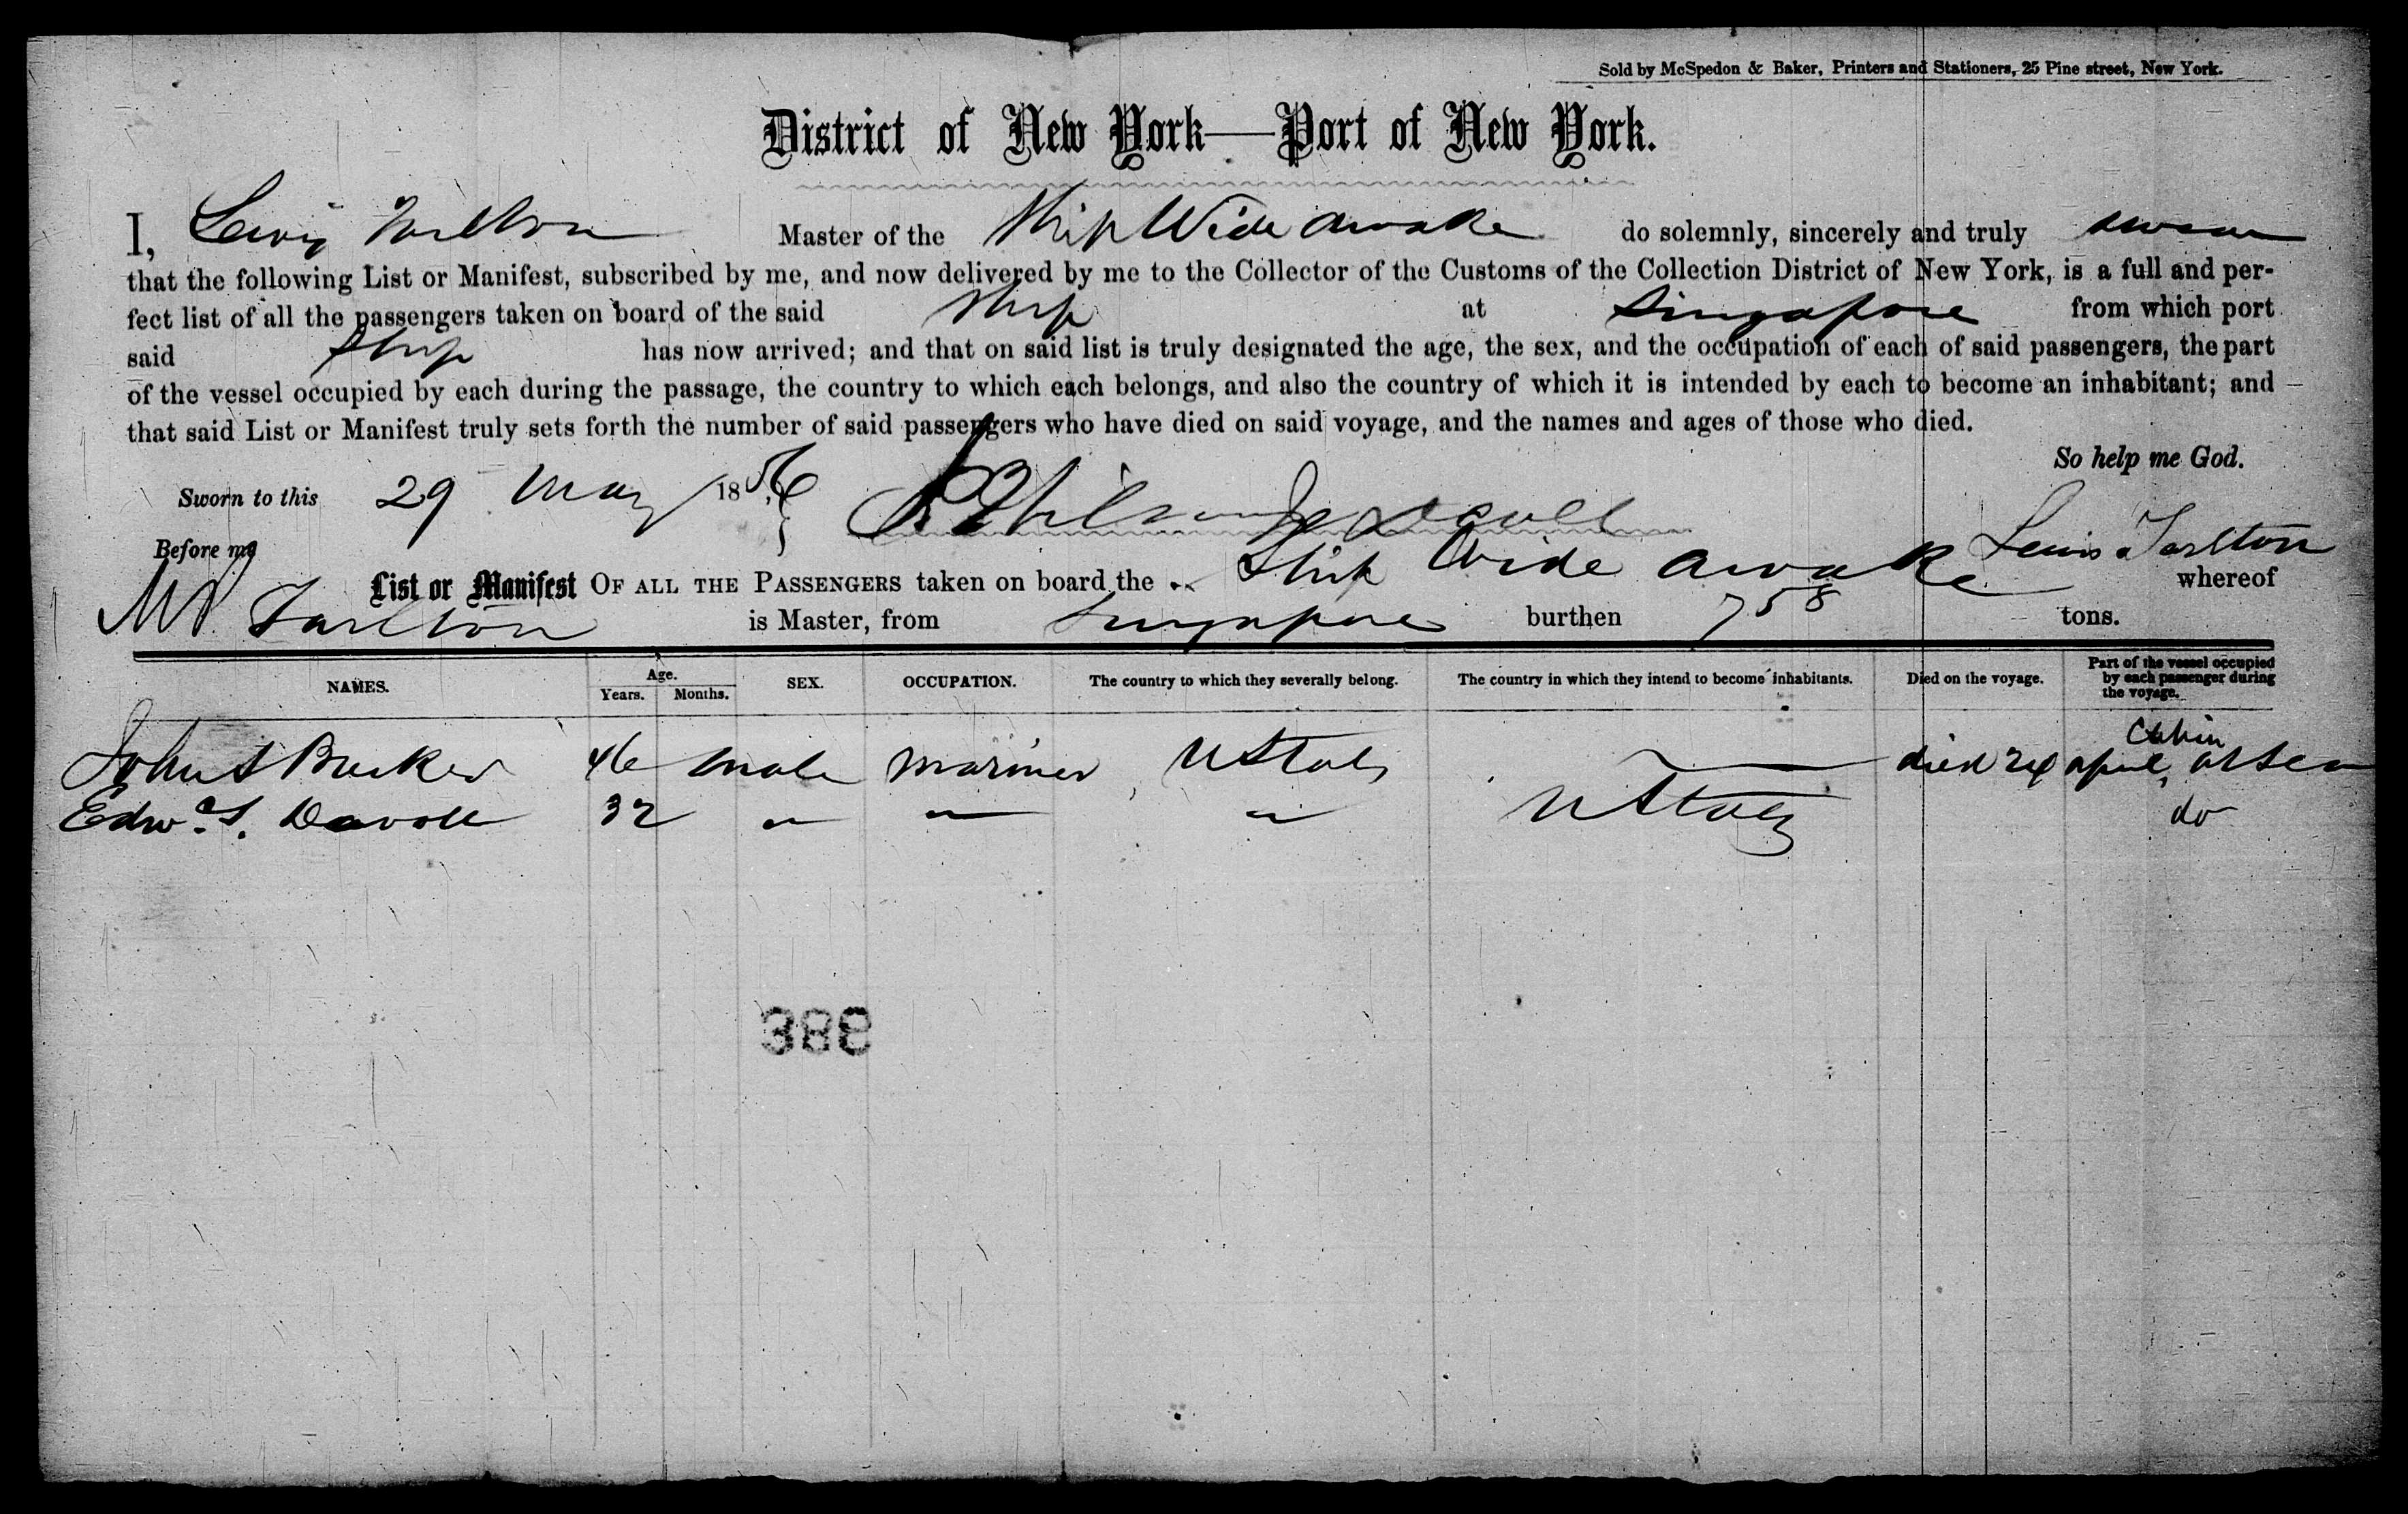 Sold by McSpedon & Baker, Printers and Stationers, 25 Pine street, New York.
District of New York—Port of New York.
I, Lewis Tarlton Master of the Ship Wide awake do solemnly, sincerely and truly swear
that the following List or Manifest, subscribed by me, and now delivered by me to the Collector of the Customs of the Collection District of New York, is a full and per-
fect list of all the passengers taken on board of the said Ship at Singapore from which port
said Ship has now arrived; and that on said list is truly designated the age, the sex, and the occupation of each of said passengers, the part
of the vessel occupied by each during the passage, the country to which each belongs, and also the country of which it is intended by each to become an inhabitant; and
that said List or Manifest truly sets forth the number of said passengers who have died on said voyage, and the names and ages of those who died.
So help me God.
Sworn to this 29 May 1856
Lewis Tarlton
Before me
List or Manifest OF ALL THE PASSENGERS taken on board the Ship Wide Awake whereof
Tarlton is Master, from Singapore burthen 758 tons.
NAMES. Age. Years. Months. SEX. OCCUPATION. The country to which they severally belong. The country in which they intend to become inhabitants. Died on the voyage. Part of the vessel occupied by each passenger during the voyage.
Cabin
John S Barker 46 male mariner U States — died 24 april, at Sea
Edwd. S. Davoll 32 " " " U States do
388